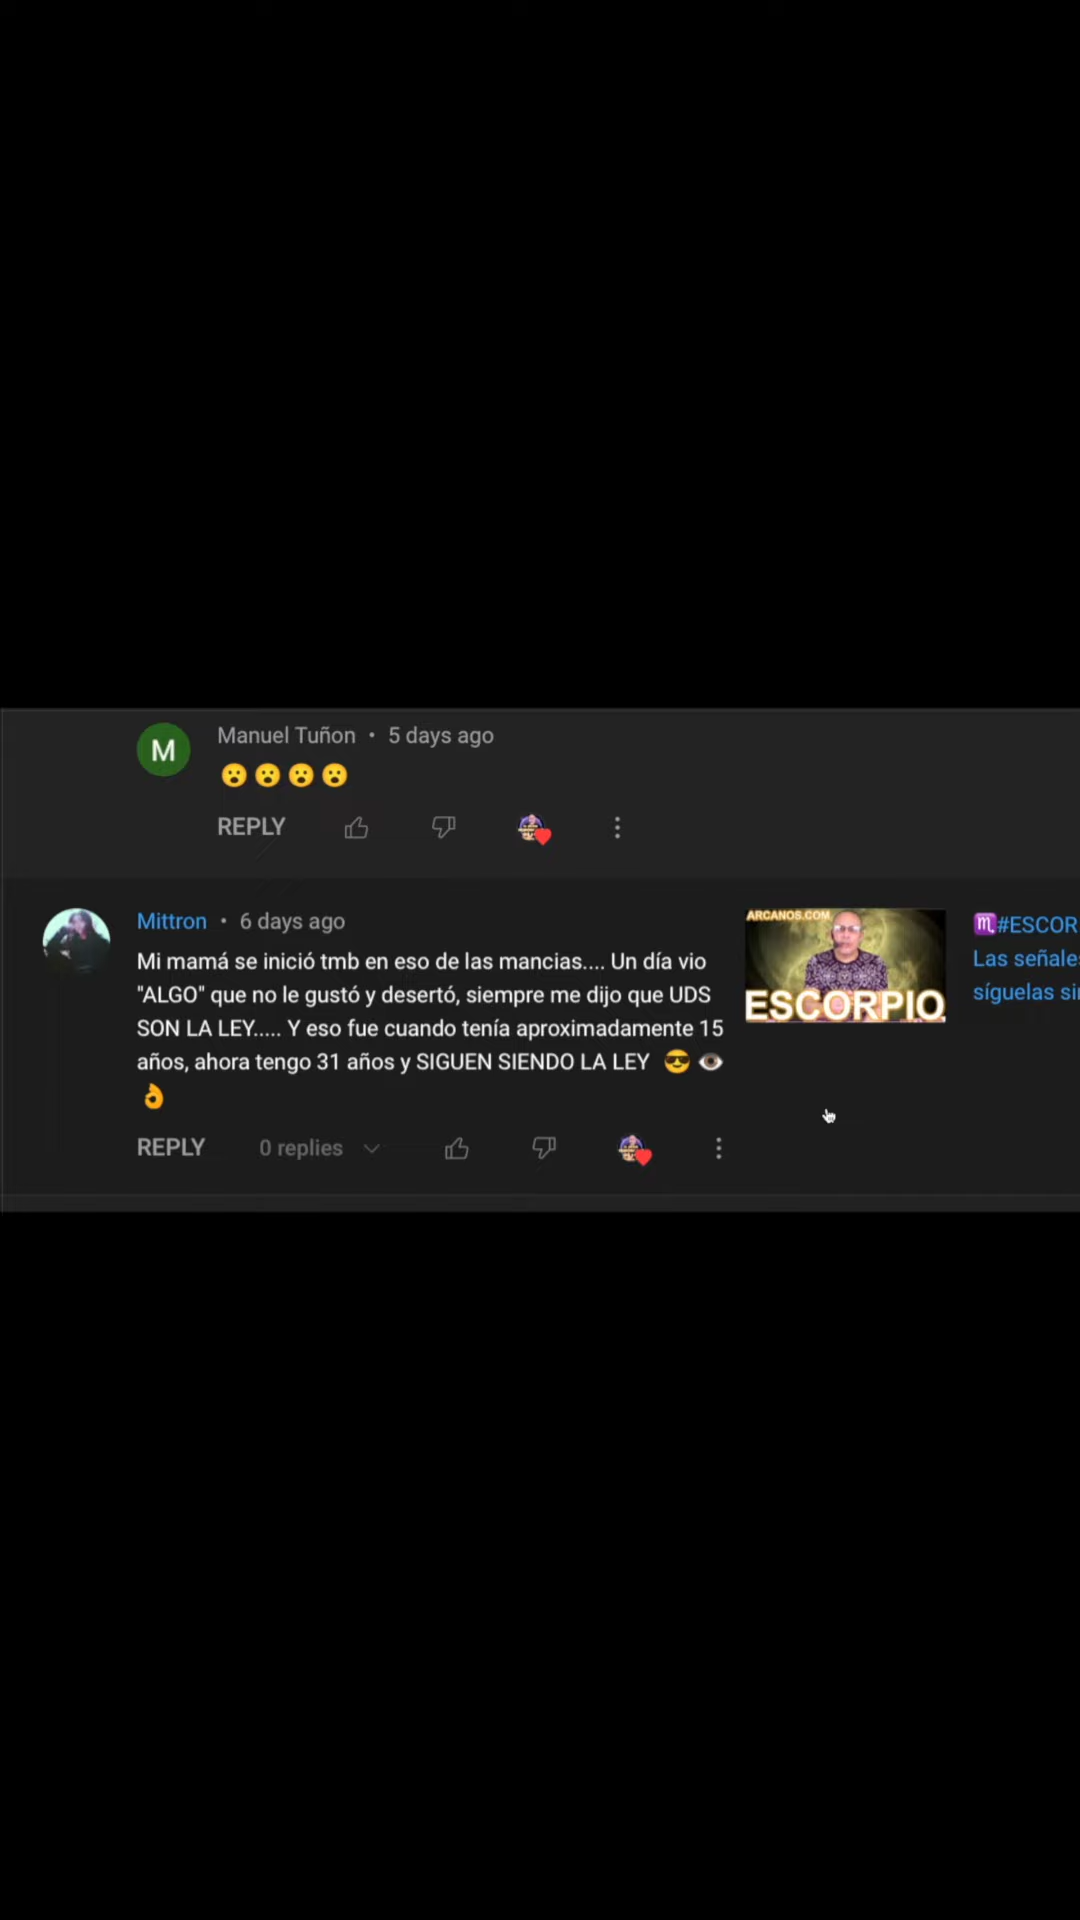 M
Manuel Tuñon • 5 days ago
😮😮😮😮
REPLY
Mittron • 6 days ago
Mi mamá se inició tmb en eso de las mancias.... Un día vio
"ALGO" que no le gustó y desertó, siempre me dijo que UDS
SON LA LEY..... Y eso fue cuando tenía aproximadamente 15
años, ahora tengo 31 años y SIGUEN SIENDO LA LEY 😎👁️
👌
REPLY 0 replies
ARCANOS.COM
ESCORPIO
♏#ESCOR
Las señales
síguelas sin